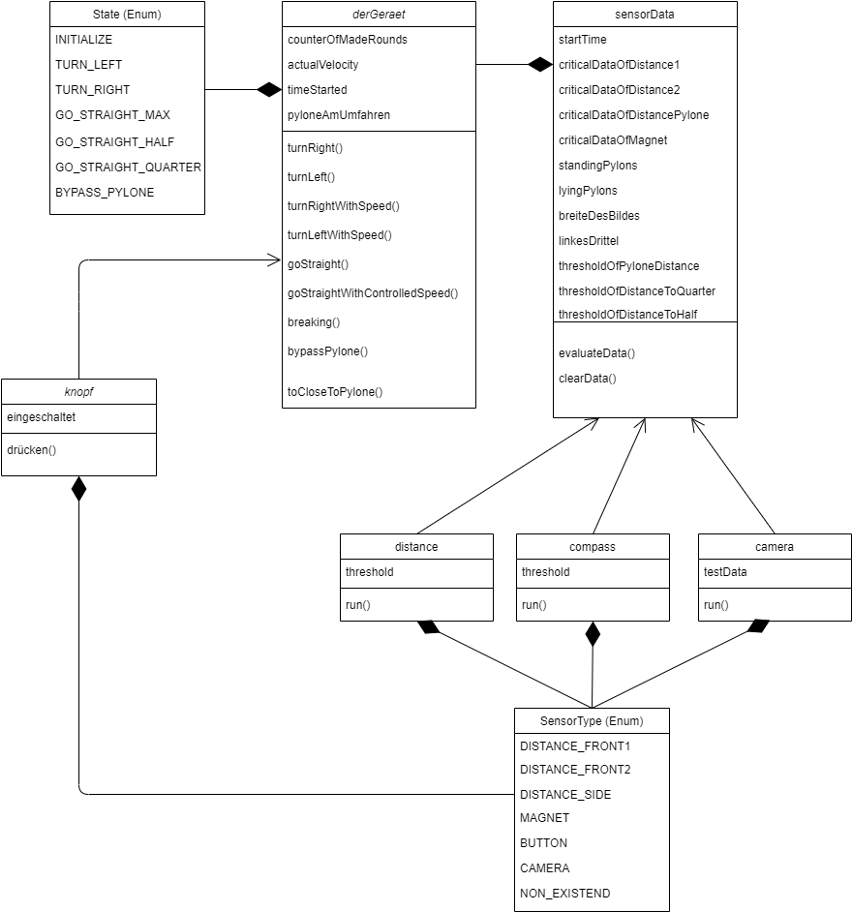 State (Enum)
INITIALIZE
TURN_LEFT
TURN_RIGHT
GO_STRAIGHT_MAX
GO_STRAIGHT_HALF
GO_STRAIGHT_QUARTER
BYPASS_PYLONE
derGeraet
counterOfMadeRounds
actualVelocity
timeStarted
pyloneAmUmfahren
turnRight()
turnLeft()
turnRightWithSpeed()
turnLeftWithSpeed()
goStraight()
goStraightWithControlledSpeed()
breaking()
bypassPylone()
toCloseToPylone()
sensorData
startTime
criticalDataOfDistance1
criticalDataOfDistance2
criticalDataOfDistancePylone
criticalDataOfMagnet
standingPylons
lyingPylons
breiteDesBildes
linkesDrittel
thresholdOfPyloneDistance
thresholdOfDistanceToQuarter
thresholdOfDistanceToHalf
evaluateData()
clearData()
knopf
eingeschaltet
drücken()
distance
threshold
run()
compass
threshold
run()
camera
testData
run()
SensorType (Enum)
DISTANCE_FRONT1
DISTANCE_FRONT2
DISTANCE_SIDE
MAGNET
BUTTON
CAMERA
NON_EXISTEND